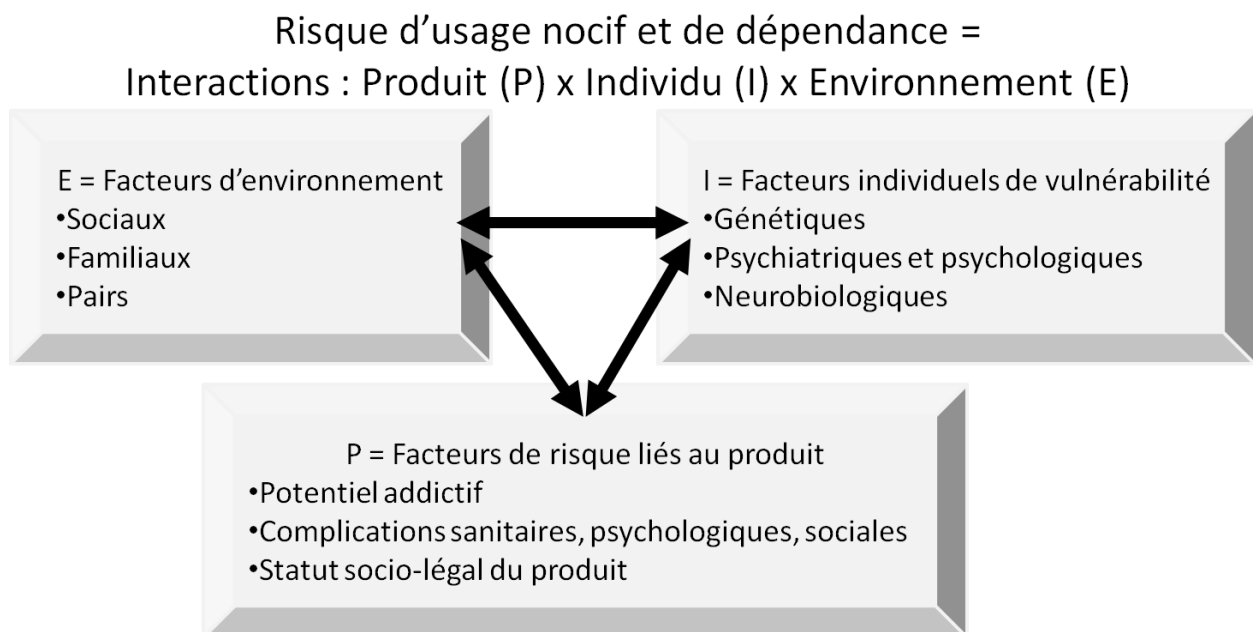 Risque d’usage nocif et de dépendance =
Interactions : Produit (P) x Individu (I) x Environnement (E)
E = Facteurs d’environnement
•Sociaux
•Familiaux
•Pairs
I = Facteurs individuels de vulnérabilité
•Génétiques
•Psychiatriques et psychologiques
•Neurobiologiques
P = Facteurs de risque liés au produit
•Potentiel addictif
•Complications sanitaires, psychologiques, sociales
•Statut socio-légal du produit